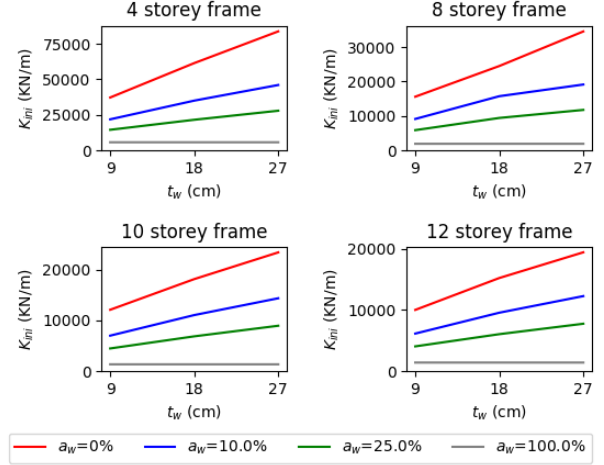 4 storey frame
75000
50000
25000
0
K_ini (KN/m)
9 18 27
t_w (cm)
8 storey frame
30000
20000
10000
0
K_ini (KN/m)
9 18 27
t_w (cm)
10 storey frame
20000
10000
0
K_ini (KN/m)
9 18 27
t_w (cm)
12 storey frame
20000
10000
0
K_ini (KN/m)
9 18 27
t_w (cm)
a_w=0% a_w=10.0% a_w=25.0% a_w=100.0%